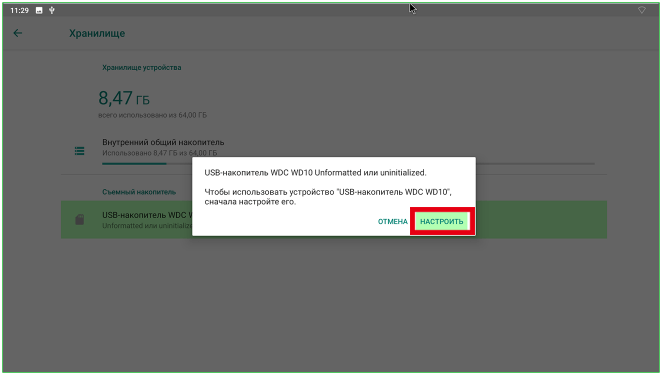 11:29
Хранилище
Хранилище устройства
8,47 ГБ
всего использовано из 64,00 ГБ
Внутренний общий накопитель
Использовано 8,47 ГБ из 64,00 ГБ
USB-накопитель WDC WD10 Unformatted или uninitialized.
Чтобы использовать устройство "USB-накопитель WDC WD10",
сначала настройте его.
ОТМЕНА НАСТРОИТЬ
Съемный накопитель
USB-накопитель WDC
Unformatted или uninitialize